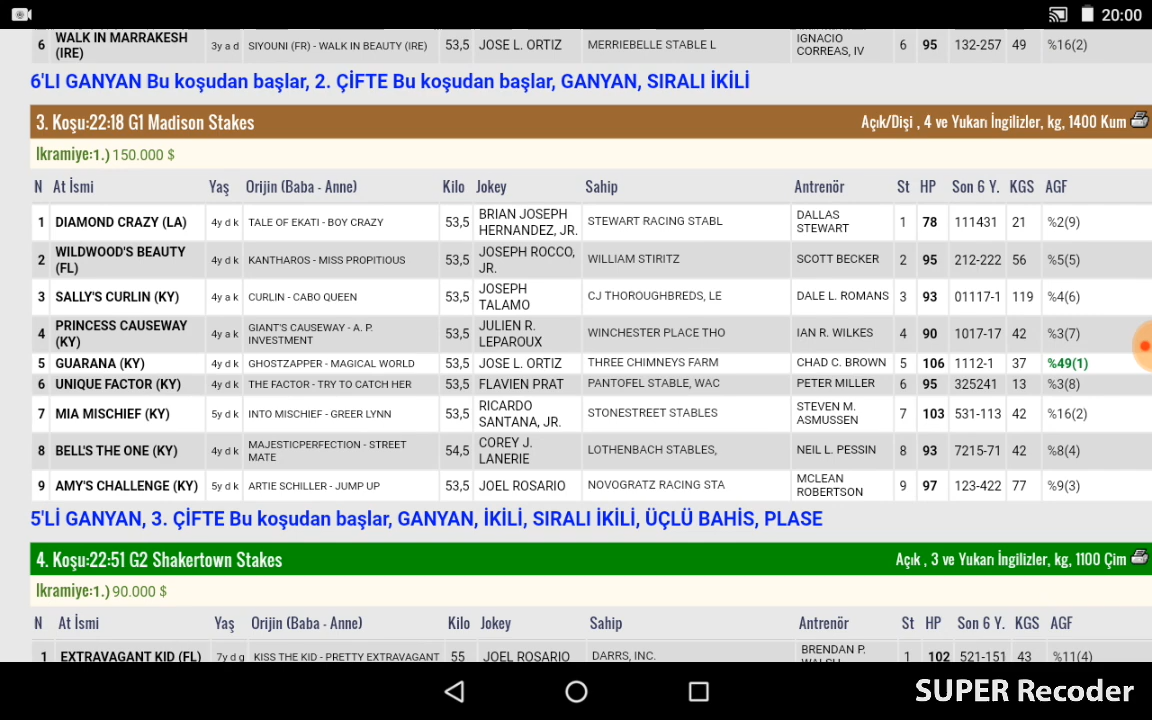 20:00
6 WALK IN MARRAKESH (IRE) 3y a d SIYOUNI (FR) - WALK IN BEAUTY (IRE) 53,5 JOSE L. ORTIZ MERRIEBELLE STABLE L IGNACIO CORREAS, IV 6 95 132-257 49 %16(2)
6'LI GANYAN Bu koşudan başlar, 2. ÇİFTE Bu koşudan başlar, GANYAN, SIRALI İKİLİ
3. Koşu:22:18 G1 Madison Stakes Açık/Dişi , 4 ve Yukarı İngilizler, kg, 1400 Kum
Ikramiye:1.) 150.000 $
N At İsmi Yaş Orijin (Baba - Anne) Kilo Jokey Sahip Antrenör St HP Son 6 Y. KGS AGF
1 DIAMOND CRAZY (LA) 4y d k TALE OF EKATI - BOY CRAZY 53,5 BRIAN JOSEPH HERNANDEZ, JR. STEWART RACING STABL DALLAS STEWART 1 78 111431 21 %2(9)
2 WILDWOOD'S BEAUTY (FL) 4y d k KANTHAROS - MISS PROPITIOUS 53,5 JOSEPH ROCCO, JR. WILLIAM STIRITZ SCOTT BECKER 2 95 212-222 56 %5(5)
3 SALLY'S CURLIN (KY) 4y a k CURLIN - CABO QUEEN 53,5 JOSEPH TALAMO CJ THOROUGHBREDS, LE DALE L. ROMANS 3 93 01117-1 119 %4(6)
4 PRINCESS CAUSEWAY (KY) 4y a k GIANT'S CAUSEWAY - A. P. INVESTMENT 53,5 JULIEN R. LEPAROUX WINCHESTER PLACE THO IAN R. WILKES 4 90 1017-17 42 %3(7)
5 GUARANA (KY) 4y d k GHOSTZAPPER - MAGICAL WORLD 53,5 JOSE L. ORTIZ THREE CHIMNEYS FARM CHAD C. BROWN 5 106 1112-1 37 %49(1)
6 UNIQUE FACTOR (KY) 4y d k THE FACTOR - TRY TO CATCH HER 53,5 FLAVIEN PRAT PANTOFEL STABLE, WAC PETER MILLER 6 95 325241 13 %3(8)
7 MIA MISCHIEF (KY) 5y d k INTO MISCHIEF - GREER LYNN 53,5 RICARDO SANTANA, JR. STONESTREET STABLES STEVEN M. ASMUSSEN 7 103 531-113 42 %16(2)
8 BELL'S THE ONE (KY) 4y d k MAJESTICPERFECTION - STREET MATE 54,5 COREY J. LANERIE LOTHENBACH STABLES, NEIL L. PESSIN 8 93 7215-71 42 %8(4)
9 AMY'S CHALLENGE (KY) 5y d k ARTIE SCHILLER - JUMP UP 53,5 JOEL ROSARIO NOVOGRATZ RACING STA MCLEAN ROBERTSON 9 97 123-422 77 %9(3)
5'Lİ GANYAN, 3. ÇİFTE Bu koşudan başlar, GANYAN, İKİLİ, SIRALI İKİLİ, ÜÇLÜ BAHİS, PLASE
4. Koşu:22:51 G2 Shakertown Stakes Açık , 3 ve Yukarı İngilizler, kg, 1100 Çim
Ikramiye:1.) 90.000 $
N At İsmi Yaş Orijin (Baba - Anne) Kilo Jokey Sahip Antrenör St HP Son 6 Y. KGS AGF
1 EXTRAVAGANT KID (FL) 7y d g KISS THE KID - PRETTY EXTRAVAGANT 55 JOEL ROSARIO DARRS, INC. BRENDAN P. WALSH 1 102 521-151 43 %11(4)
SUPER Recoder